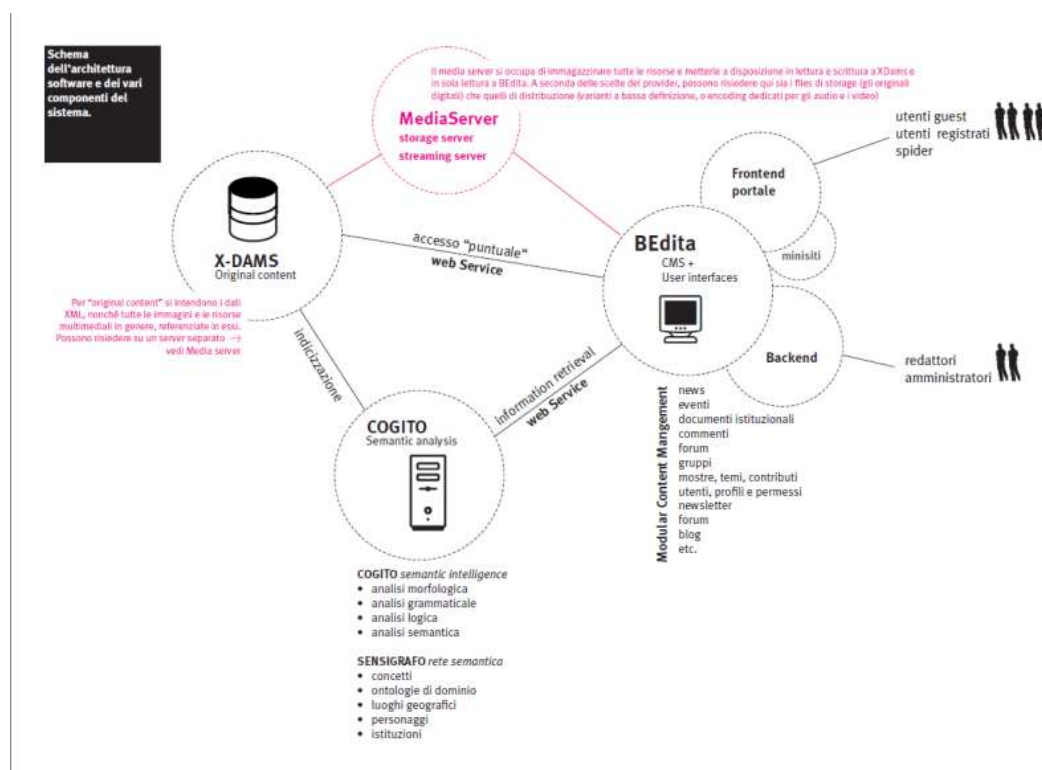 Schema
dell'architettura
software e dei vari
componenti del
sistema.
Il media server si occupa di immagazzinare tutte le risorse e metterle a disposizione in lettura e scrittura a XDams e
in sola lettura a BEdita. A seconda delle scelte dei provider, possono risiedere qui sia i files di storage (gli originali
digitali) che quelli di distribuzione (varianti a bassa definizione, o encoding dedicati per gli audio e i video)
MediaServer
storage server
streaming server
utenti guest
utenti registrati
spider
Frontend
portale
minisiti
X-DAMS
Original content
accesso "puntuale"
web Service
BEdita
CMS +
User interfaces
Per "original content" si intendono i dati
XML, nonché tutte le immagini e le risorse
multimediali in genere, referenziate in essi.
Possono risiedere su un server separato →
vedi Media server
indicizzazione
information retrieval
web Service
Backend
redattori
amministratori
COGITO
Semantic analysis
Modular Content Mangement
news
eventi
documenti istituzionali
commenti
forum
gruppi
mostre, temi, contributi
utenti, profili e permessi
newsletter
forum
blog
etc.
COGITO semantic intelligence
• analisi morfologica
• analisi grammaticale
• analisi logica
• analisi semantica
SENSIGRAFO rete semantica
• concetti
• ontologie di dominio
• luoghi geografici
• personaggi
• istituzioni